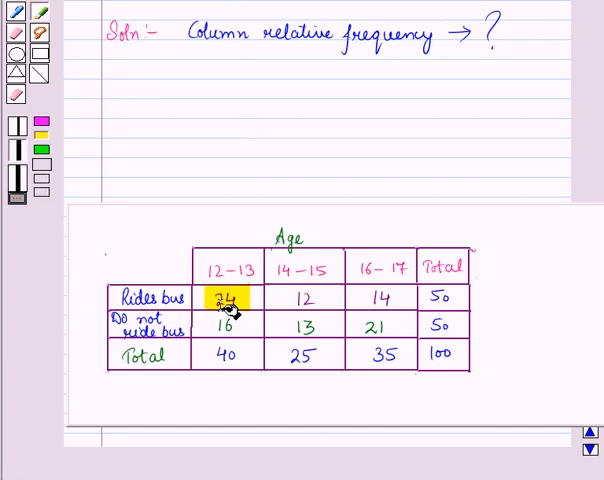 Soln:- Column relative frequency → ?
Age
12-13 14-15 16-17 Total
Rides bus 24 12 14 50
Do not ride bus 16 13 21 50
Total 40 25 35 100